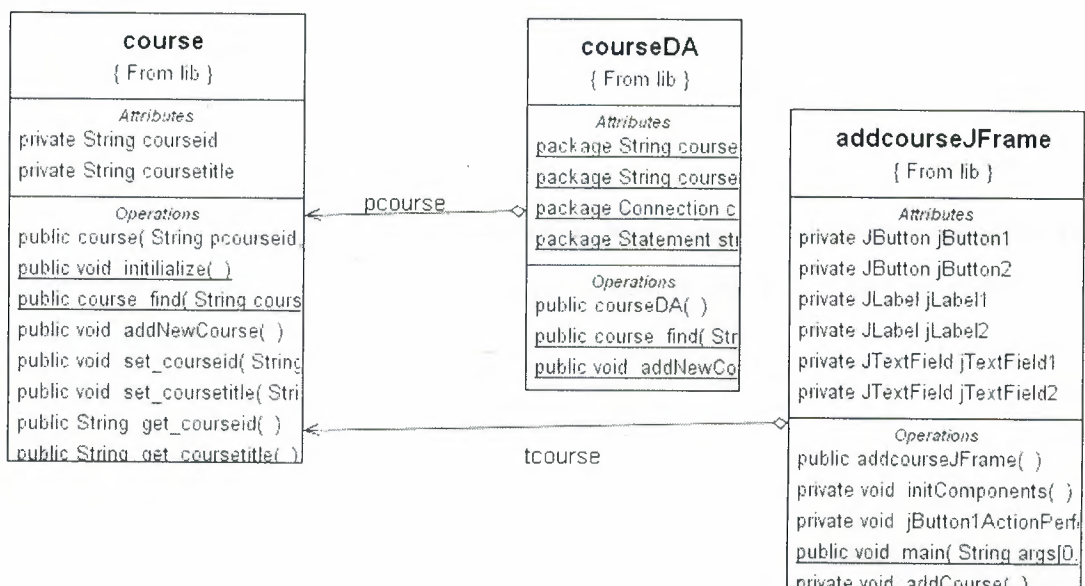 course
{ From lib }
Attributes
private String courseid
private String coursetitle
Operations
public course( String pcourseid,
public void initilialize( )
public course find( String cours
public void addNewCourse( )
public void set_courseid( String
public void set_coursetitle( Stri
public String get_courseid( )
public String get_coursetitle( )
pcourse
courseDA
{ From lib }
Attributes
package String course
package String course
package Connection c
package Statement str
Operations
public courseDA( )
public course find( Str
public void addNewCo
tcourse
addcourseJFrame
{ From lib }
Attributes
private JButton jButton1
private JButton jButton2
private JLabel jLabel1
private JLabel jLabel2
private JTextField jTextField1
private JTextField jTextField2
Operations
public addcourseJFrame( )
private void initComponents( )
private void jButton1ActionPerf
public void main( String args[0.
private void addCourse( )